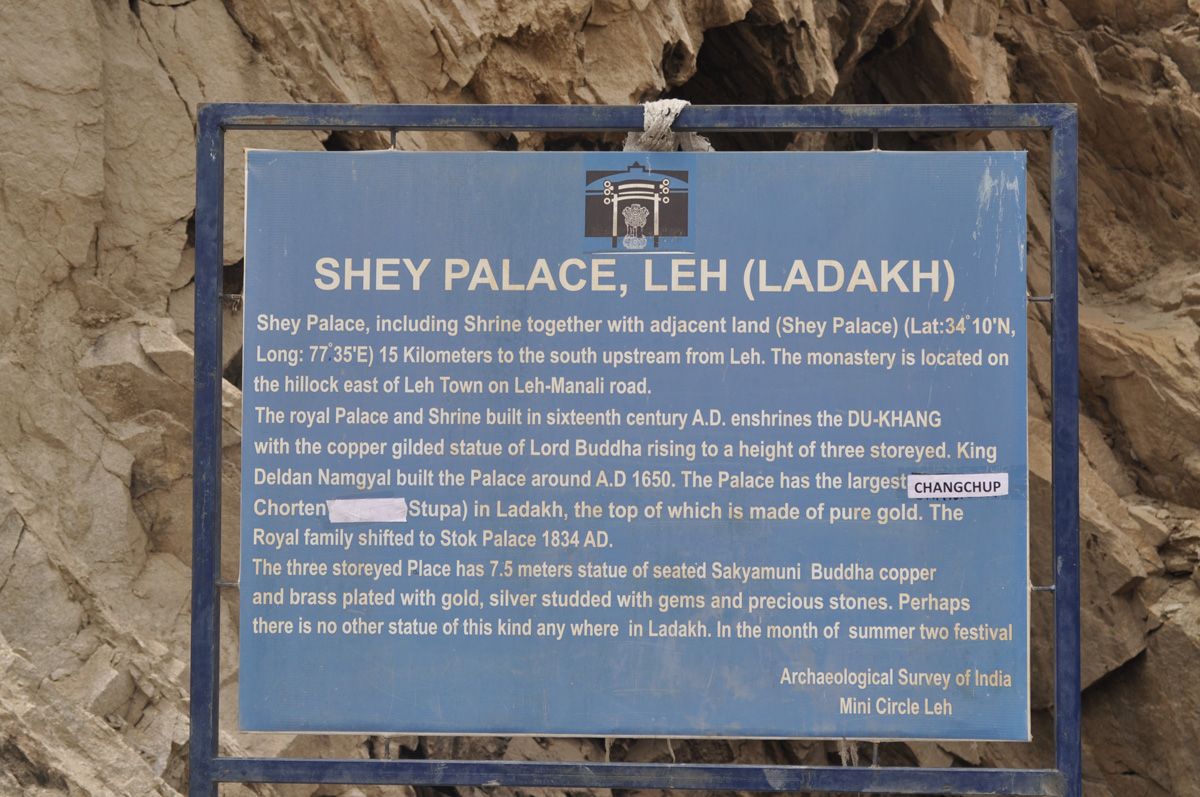 SHEY PALACE, LEH (LADAKH)
Shey Palace, including Shrine together with adjacent land (Shey Palace) (Lat:34°10'N,
Long: 77°35'E) 15 Kilometers to the south upstream from Leh. The monastery is located on
the hillock east of Leh Town on Leh-Manali road.
The royal Palace and Shrine built in sixteenth century A.D. enshrines the DU-KHANG
with the copper gilded statue of Lord Buddha rising to a height of three storeyed. King
Deldan Namgyal built the Palace around A.D 1650. The Palace has the largest CHANGCHUP
Chorten Stupa) in Ladakh, the top of which is made of pure gold. The
Royal family shifted to Stok Palace 1834 AD.
The three storeyed Place has 7.5 meters statue of seated Sakyamuni Buddha copper
and brass plated with gold, silver studded with gems and precious stones. Perhaps
there is no other statue of this kind any where in Ladakh. In the month of summer two festival
Archaeological Survey of India
Mini Circle Leh